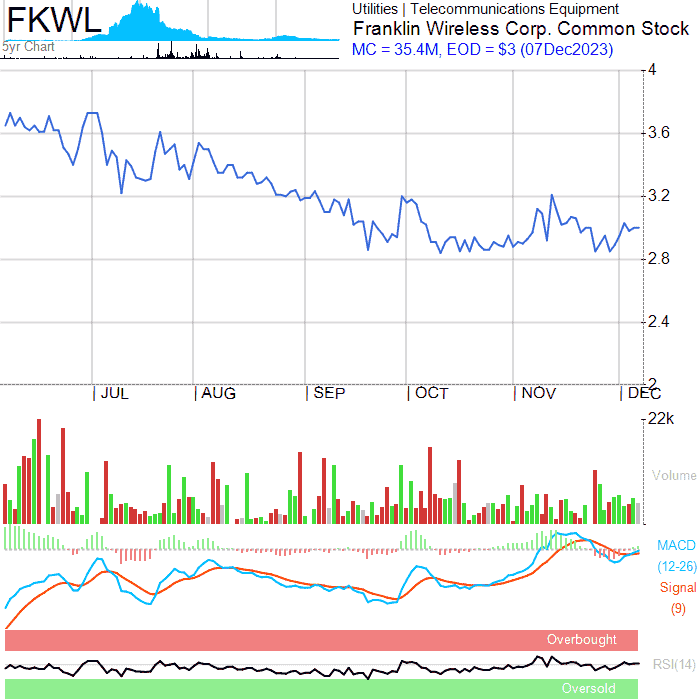 FKWL
5yr Chart
Utilities | Telecommunications Equipment
Franklin Wireless Corp. Common Stock
MC = 35.4M, EOD = $3 (07Dec2023)
4
3.6
3.2
2.8
2.4
2
JUL AUG SEP OCT NOV DEC
22k
Volume
MACD
(12-26)
Signal
(9)
Overbought
RSI(14)
Oversold